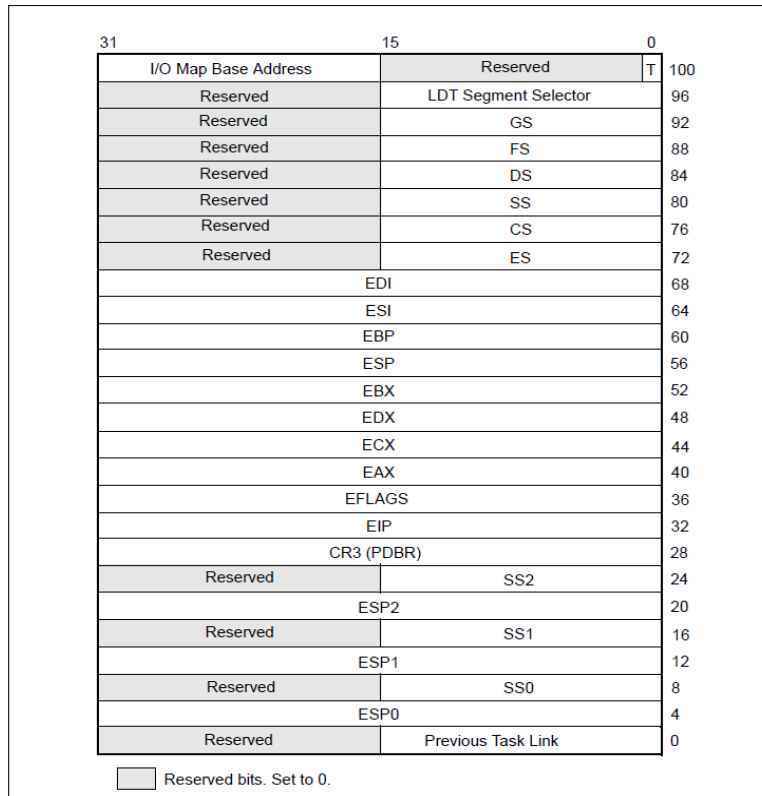 31 15 0
I/O Map Base Address Reserved T 100
Reserved LDT Segment Selector 96
Reserved GS 92
Reserved FS 88
Reserved DS 84
Reserved SS 80
Reserved CS 76
Reserved ES 72
EDI 68
ESI 64
EBP 60
ESP 56
EBX 52
EDX 48
ECX 44
EAX 40
EFLAGS 36
EIP 32
CR3 (PDBR) 28
Reserved SS2 24
ESP2 20
Reserved SS1 16
ESP1 12
Reserved SS0 8
ESP0 4
Reserved Previous Task Link 0
Reserved bits. Set to 0.